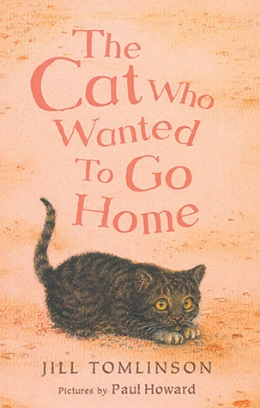 The
Cat Who
Wanted
To Go
Home
JILL TOMLINSON
Pictures by Paul Howard